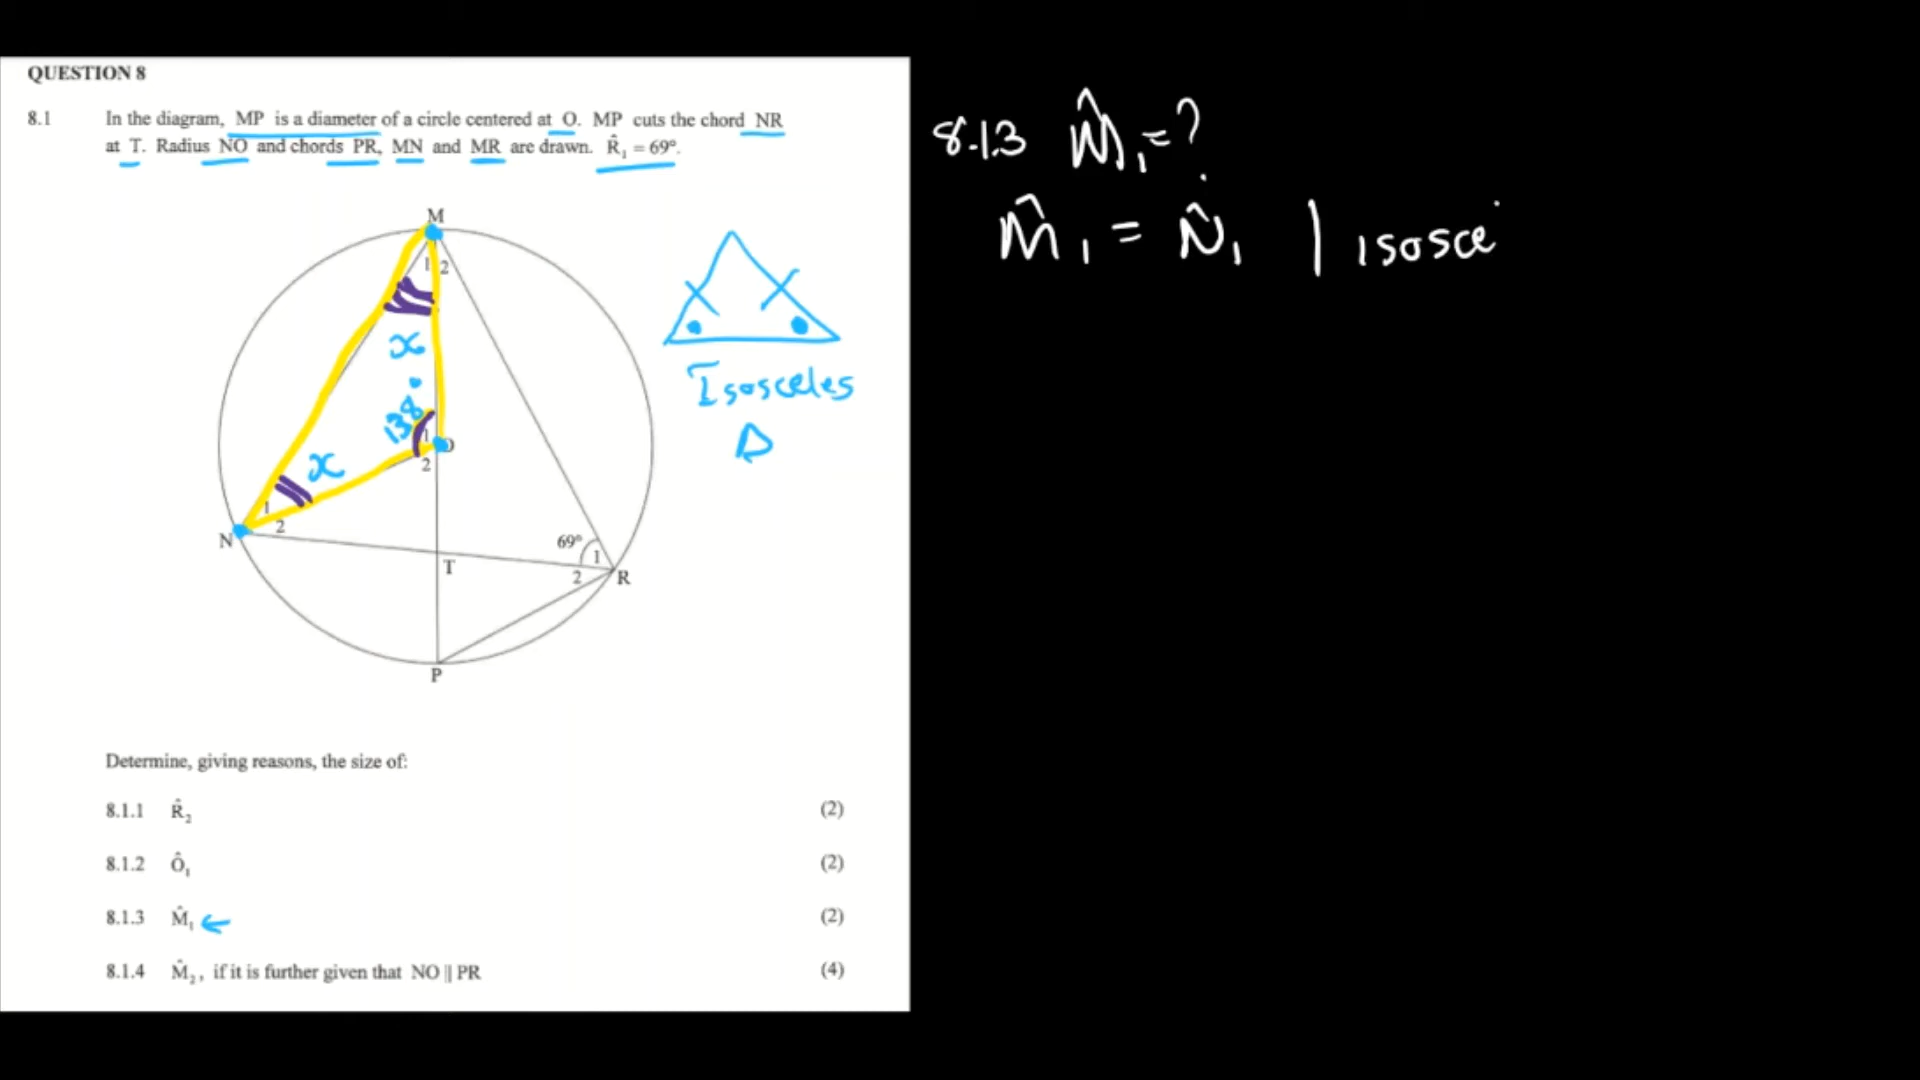 QUESTION 8
8.1 In the diagram, MP is a diameter of a circle centered at O. MP cuts the chord NR
at T. Radius NO and chords PR, MN and MR are drawn. R̂₁ = 69°.
M
1 2
x
138°
1 O
2
x
1
2
N
69°
1
2
R
T
P
Isosceles
Δ
Determine, giving reasons, the size of:
8.1.1 R̂₂ (2)
8.1.2 Ô₁ (2)
8.1.3 M̂₁ (2)
8.1.4 M̂₂, if it is further given that NO || PR (4)
8.1.3 M̂₁ = ?
M̂₁ = N̂₁ | isosce